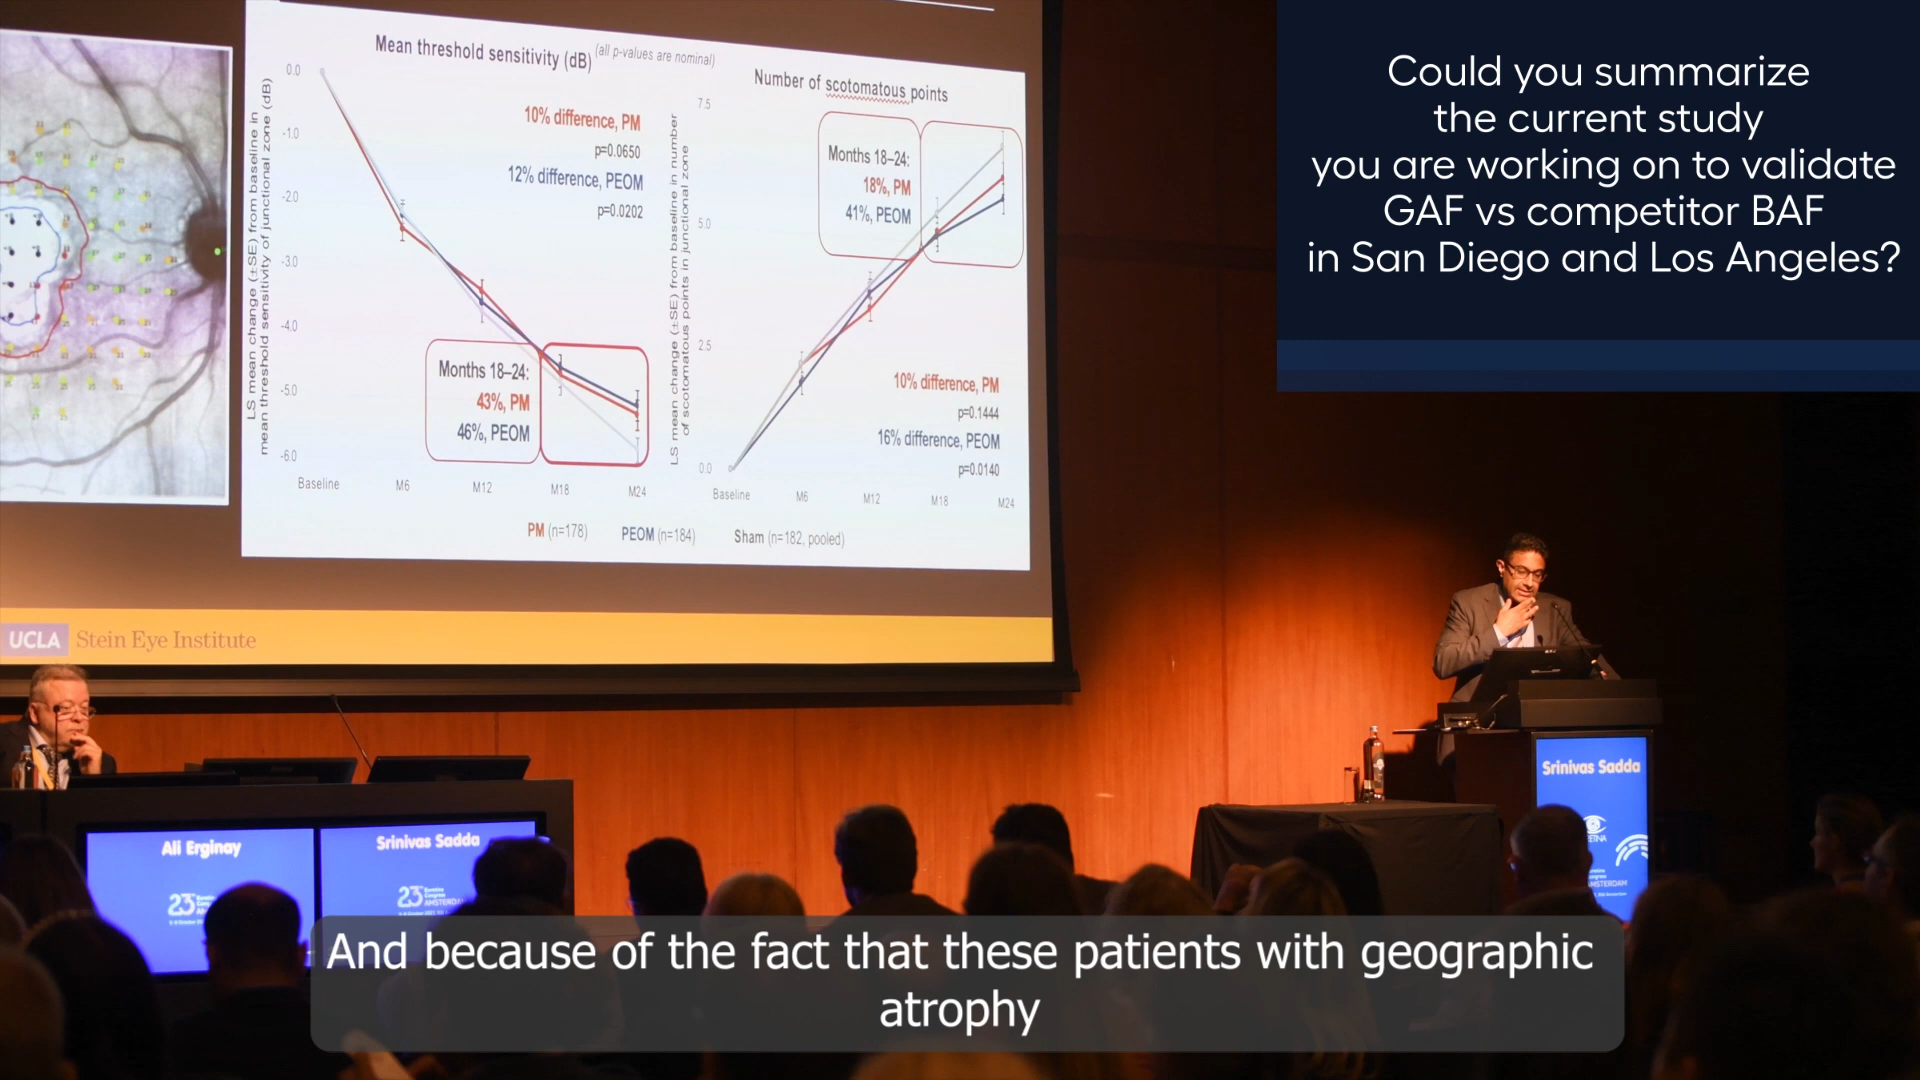 Could you summarize
the current study
you are working on to validate
GAF vs competitor BAF
in San Diego and Los Angeles?
Mean threshold sensitivity (dB) (all p-values are nominal)
LS mean change (±SE) from baseline in
mean threshold sensitivity of junctional zone (dB)
0.0
-1.0
-2.0
-3.0
-4.0
-5.0
-6.0
10% difference, PM
p=0.0650
12% difference, PEOM
p=0.0202
Months 18–24:
43%, PM
46%, PEOM
Baseline M6 M12 M18 M24
Number of scotomatous points
LS mean change (±SE) from baseline in number
of scotomatous points in junctional zone
7.5
5.0
2.5
0.0
Months 18–24:
18%, PM
41%, PEOM
10% difference, PM
p=0.1444
16% difference, PEOM
p=0.0140
Baseline M6 M12 M18 M24
PM (n=178) PEOM (n=184) Sham (n=182, pooled)
UCLA Stein Eye Institute
Srinivas Sadda
AMSTERDAM
Ali Erginay
23
Srinivas Sadda
23 Euretina
Congress
And because of the fact that these patients with geographic
atrophy